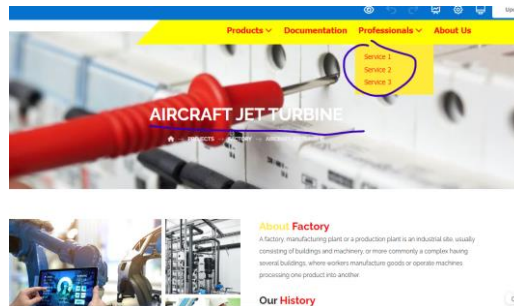 Products Documentation Professionals About Us
Service 1
Service 2
Service 3
AIRCRAFT JET TURBINE
About Factory
A factory, manufacturing plant or a production plant is an industrial site, usually
consisting of buildings and machinery, or more commonly a complex having
several buildings, where workers manufacture goods or operate machines
processing one product into another.
Our History